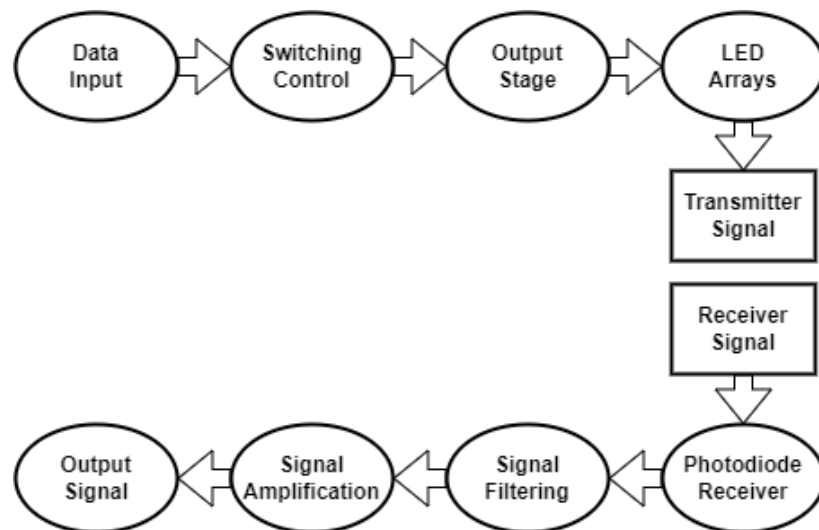 Data
Input
Switching
Control
Output
Stage
LED
Arrays
Transmitter
Signal
Receiver
Signal
Output
Signal
Signal
Amplification
Signal
Filtering
Photodiode
Receiver